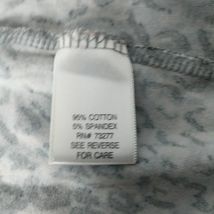 95% COTTON
5% SPANDEX
RN# 73277
SEE REVERSE
FOR CARE